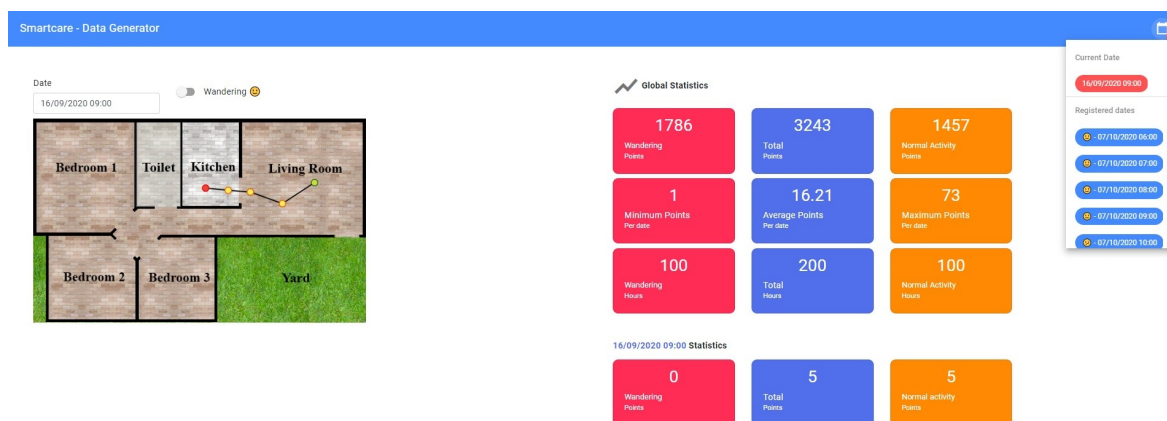 Smartcare - Data Generator
Date
16/09/2020 09:00
Wandering
Bedroom 1
Toilet
Kitchen
Living Room
Bedroom 2
Bedroom 3
Yard
Global Statistics
1786
Wandering
Points
3243
Total
Points
1457
Normal Activity
Points
1
Minimum Points
Per date
16.21
Average Points
Per date
73
Maximum Points
Per date
100
Wandering
Hours
200
Total
Hours
100
Normal Activity
Hours
16/09/2020 09:00 Statistics
0
Wandering
Points
5
Total
Points
5
Normal activity
Points
Current Date
16/09/2020 09:00
Registered dates
- 07/10/2020 06:00
- 07/10/2020 07:00
- 07/10/2020 08:00
- 07/10/2020 09:00
- 07/10/2020 10:00